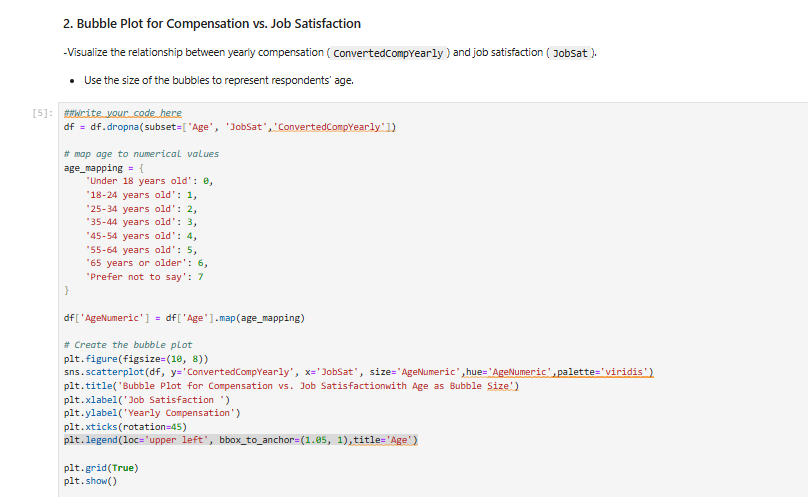 2. Bubble Plot for Compensation vs. Job Satisfaction
-Visualize the relationship between yearly compensation ( ConvertedCompYearly ) and job satisfaction ( JobSat ).
• Use the size of the bubbles to represent respondents' age.
[5]: ##Write your code here
df = df.dropna(subset=['Age', 'JobSat','ConvertedCompYearly'])
# map age to numerical values
age_mapping = {
'Under 18 years old': 0,
'18-24 years old': 1,
'25-34 years old': 2,
'35-44 years old': 3,
'45-54 years old': 4,
'55-64 years old': 5,
'65 years or older': 6,
'Prefer not to say': 7
}
df['AgeNumeric'] = df['Age'].map(age_mapping)
# Create the bubble plot
plt.figure(figsize=(10, 8))
sns.scatterplot(df, y='ConvertedCompYearly', x='JobSat', size='AgeNumeric',hue='AgeNumeric',palette='viridis')
plt.title('Bubble Plot for Compensation vs. Job Satisfactionwith Age as Bubble Size')
plt.xlabel('Job Satisfaction ')
plt.ylabel('Yearly Compensation')
plt.xticks(rotation=45)
plt.legend(loc='upper left', bbox_to_anchor=(1.05, 1),title='Age')
plt.grid(True)
plt.show()